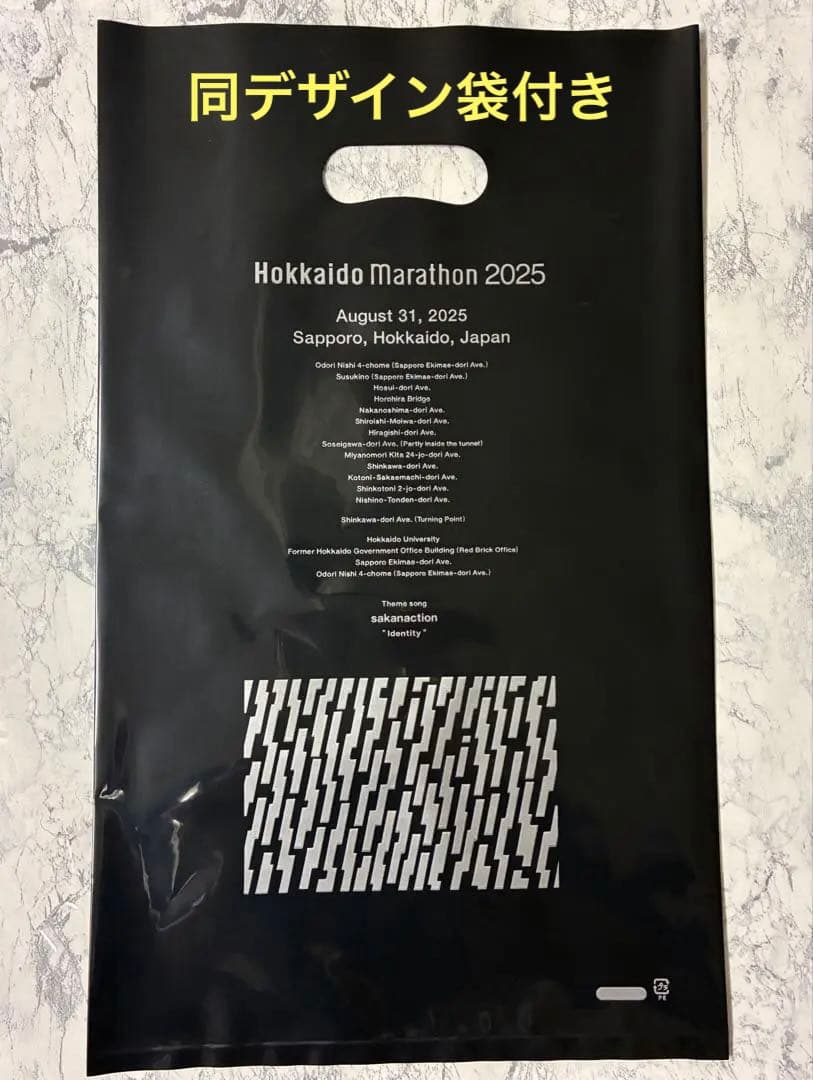 同デザイン袋付き
Hokkaido Marathon 2025
August 31, 2025
Sapporo, Hokkaido, Japan
Odori Nishi 4-chome (Sapporo Ekimae-dori Ave.)
Susukino (Sapporo Ekimae-dori Ave.)
Hosui-dori Ave.
Horohira Bridge
Nakanoshima-dori Ave.
Shiroishi-Moiwa-dori Ave.
Hiragishi-dori Ave.
Soseigawa-dori Ave. (Partly inside the tunnel)
Miyanomori Kita 24-jo-dori Ave.
Shinkawa-dori Ave.
Kotoni-Sakaemachi-dori Ave.
Shinkotoni 2-jo-dori Ave.
Nishino-Tonden-dori Ave.
Shinkawa-dori Ave. (Turning Point)
Hokkaido University
Former Hokkaido Government Office Building (Red Brick Office)
Sapporo Ekimae-dori Ave.
Odori Nishi 4-chome (Sapporo Ekimae-dori Ave.)
Theme song
sakanaction
"Identity"
プラ
PE